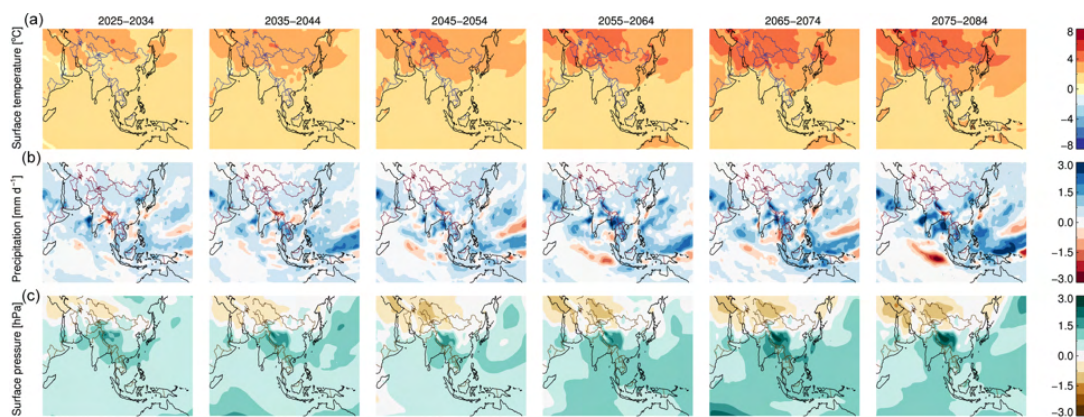 2025−2034 2035−2044 2045−2054 2055−2064 2065−2074 2075−2084
(a)
Surface temperature [°C]
8
4
0
−4
−8
(b)
Precipitation [mm d⁻¹]
3.0
1.5
0.0
−1.5
−3.0
(c)
Surface pressure [hPa]
3.0
1.5
0.0
−1.5
−3.0